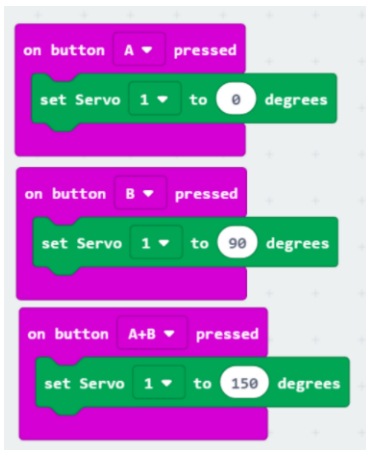 on button A pressed
set Servo 1 to 0 degrees
on button B pressed
set Servo 1 to 90 degrees
on button A+B pressed
set Servo 1 to 150 degrees